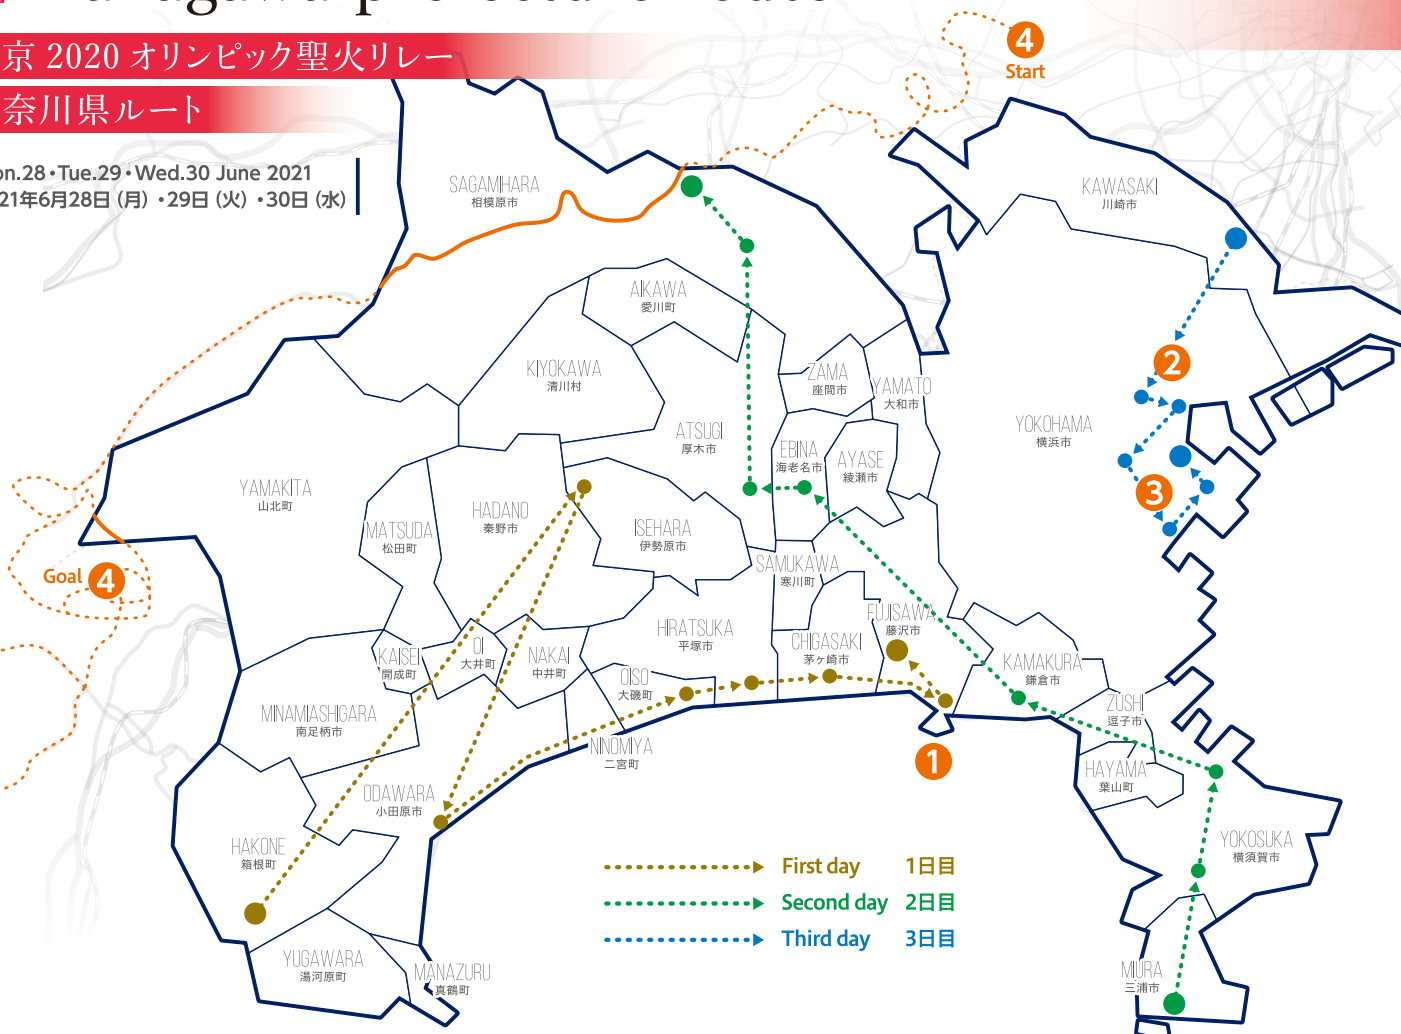 京 2020 オリンピック聖火リレー
奈川県ルート
on.28・Tue.29・Wed.30 June 2021
21年6月28日（月）・29日（火）・30日（水）
4
Start
SAGAMIHARA
相模原市
KAWASAKI
川崎市
AIKAWA
愛川町
KIYOKAWA
清川村
ZAMA
座間市
YAMATO
大和市
2
ATSUGI
厚木市
YOKOHAMA
横浜市
EBINA
海老名市
AYASE
綾瀬市
3
YAMAKITA
山北町
HADANO
秦野市
MATSUDA
松田町
ISEHARA
伊勢原市
SAMUKAWA
寒川町
Goal 4
FUJISAWA
藤沢市
HIRATSUKA
平塚市
CHIGASAKI
茅ヶ崎市
KAISEI
開成町
OI
大井町
NAKAI
中井町
OISO
大磯町
KAMAKURA
鎌倉市
ZUSHI
逗子市
MINAMIASHIGARA
南足柄市
NINOMIYA
二宮町
1
HAYAMA
葉山町
ODAWARA
小田原市
HAKONE
箱根町
YOKOSUKA
横須賀市
First day 1日目
Second day 2日目
Third day 3日目
YUGAWARA
湯河原町
MANAZURU
真鶴町
MIURA
三浦市